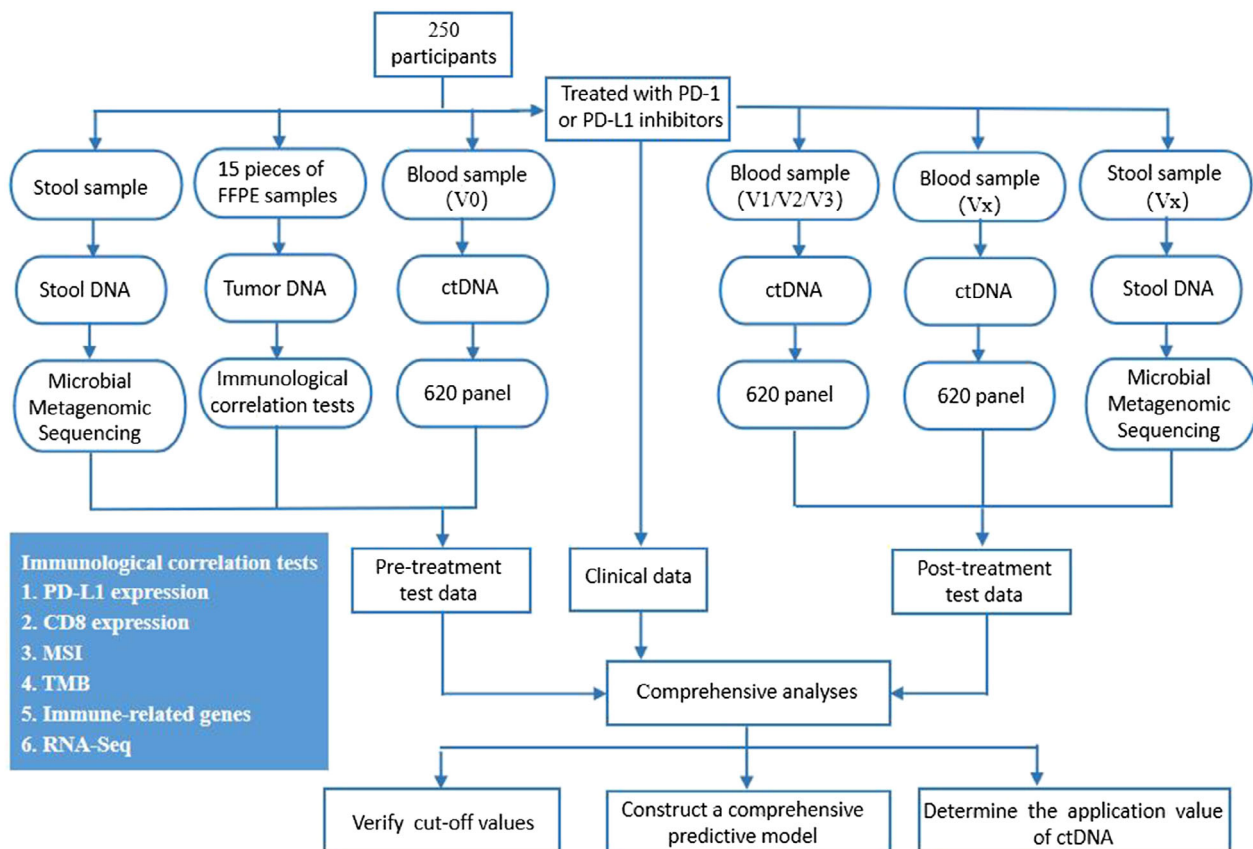 250
participants
Treated with PD-1
or PD-L1 inhibitors
Stool sample
15 pieces of
FFPE samples
Blood sample
(V0)
Blood sample
(V1/V2/V3)
Blood sample
(Vx)
Stool sample
(Vx)
Stool DNA
Tumor DNA
ctDNA
ctDNA
ctDNA
Stool DNA
Microbial
Metagenomic
Sequencing
Immunological
correlation tests
620 panel
620 panel
620 panel
Microbial
Metagenomic
Sequencing
Immunological correlation tests
1. PD-L1 expression
2. CD8 expression
3. MSI
4. TMB
5. Immune-related genes
6. RNA-Seq
Pre-treatment
test data
Clinical data
Post-treatment
test data
Comprehensive analyses
Verify cut-off values
Construct a comprehensive
predictive model
Determine the application value
of ctDNA